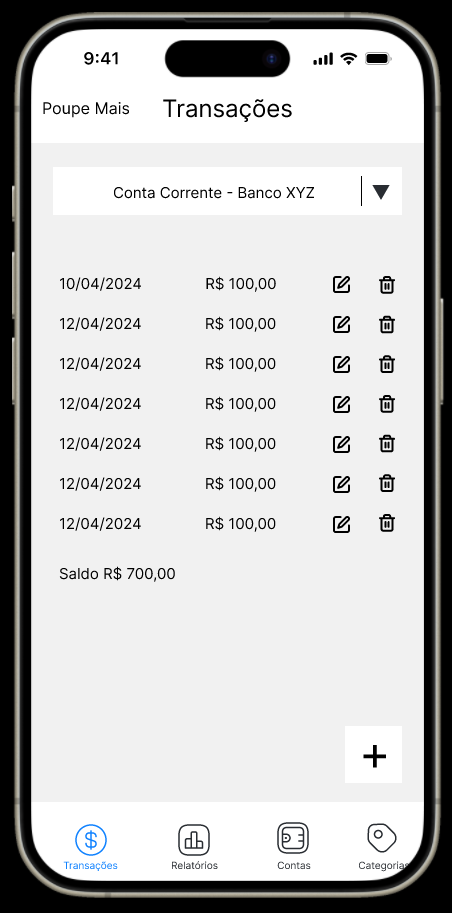 9:41
Poupe Mais Transações
Conta Corrente - Banco XYZ
10/04/2024 R$ 100,00
12/04/2024 R$ 100,00
12/04/2024 R$ 100,00
12/04/2024 R$ 100,00
12/04/2024 R$ 100,00
12/04/2024 R$ 100,00
12/04/2024 R$ 100,00
Saldo R$ 700,00
Transações Relatórios Contas Categorias